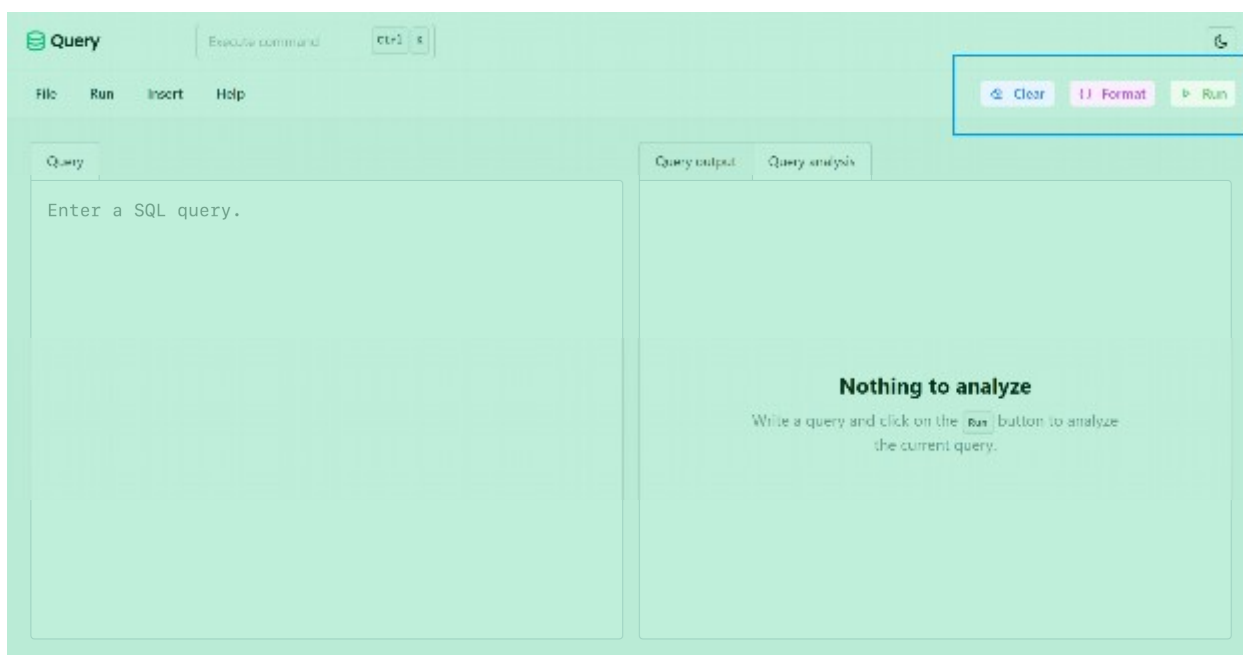 Query
Execute command Ctrl K
File Run Insert Help
Clear { } Format Run
Query
Query output Query analysis
Enter a SQL query.
Nothing to analyze
Write a query and click on the Run button to analyze
the current query.